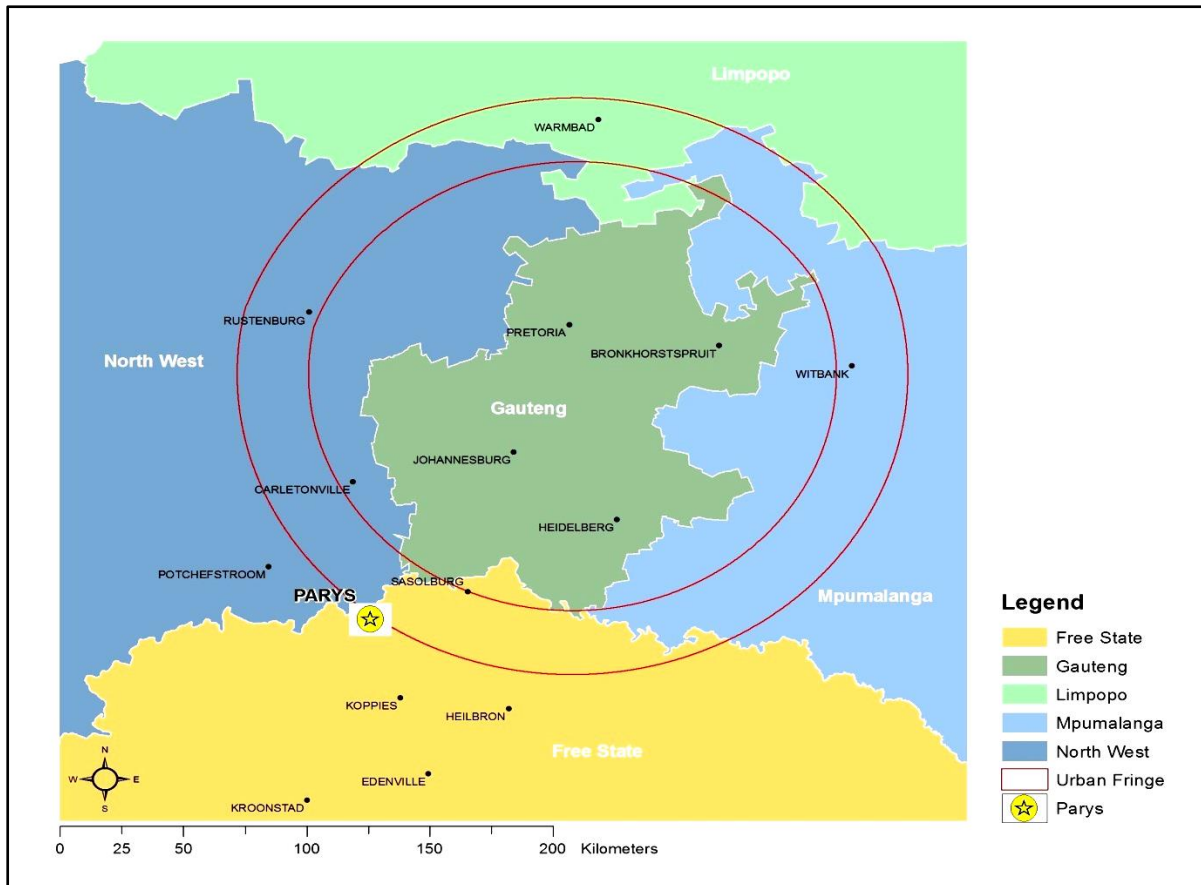 Limpopo
WARMBAD
RUSTENBURG
PRETORIA
North West
BRONKHORSTSPRUIT
WITBANK
Gauteng
JOHANNESBURG
CARLETONVILLE
HEIDELBERG
POTCHEFSTROOM
SASOLBURG
PARYS
Mpumalanga
KOPPIES
HEILBRON
Free State
EDENVILLE
KROONSTAD
N
W E
S
0 25 50 100 150 200 Kilometers
Legend
Free State
Gauteng
Limpopo
Mpumalanga
North West
Urban Fringe
Parys